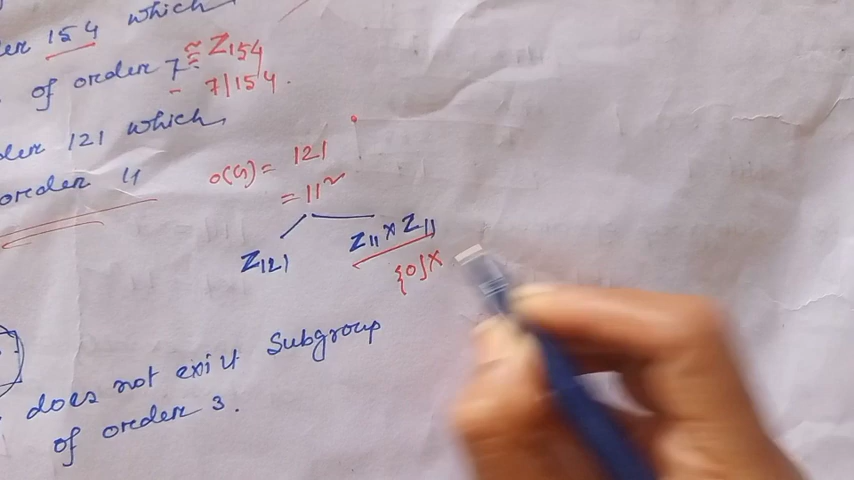 154 which
≅ Z154
of order 7
7/154.
121 which
order 11
o(G) = 121
= 11²
Z121
Z11 × Z11
{0}×
does not exist Subgroup
of order 3.